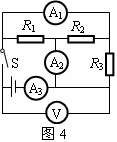 A₁
R₁ R₂
S A₂ R₃
A₃
V
图 4